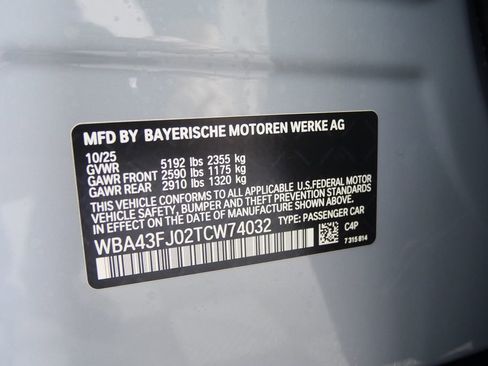 MFD BY BAYERISCHE MOTOREN WERKE AG
10/25
GVWR 5192 lbs 2355 kg
GAWR FRONT 2590 lbs 1175 kg
GAWR REAR 2910 lbs 1320 kg
THIS VEHICLE CONFORMS TO ALL APPLICABLE U.S.FEDERAL MOTOR
VEHICLE SAFETY,BUMPER AND THEFT PREVENTION STANDARDS
IN EFFECT ON THE DATE OF MANUFACTURE SHOWN ABOVE.
WBA43FJ02TCW74032 TYPE: PASSENGER CAR
C4P
7 315 814